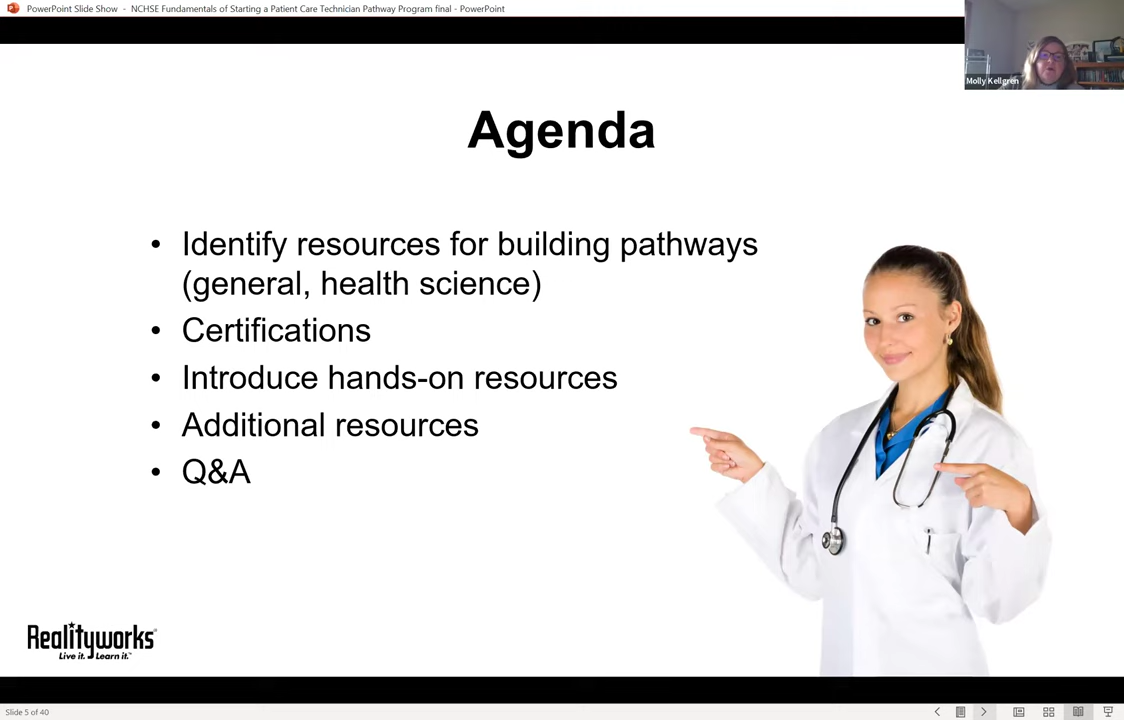 PowerPoint Slide Show - NCHSE Fundamentals of Starting a Patient Care Technician Pathway Program final - PowerPoint
Molly Kellgren
Agenda
• Identify resources for building pathways
(general, health science)
• Certifications
• Introduce hands-on resources
• Additional resources
• Q&A
Realityworks®
Live it. Learn it.™
Slide 5 of 40